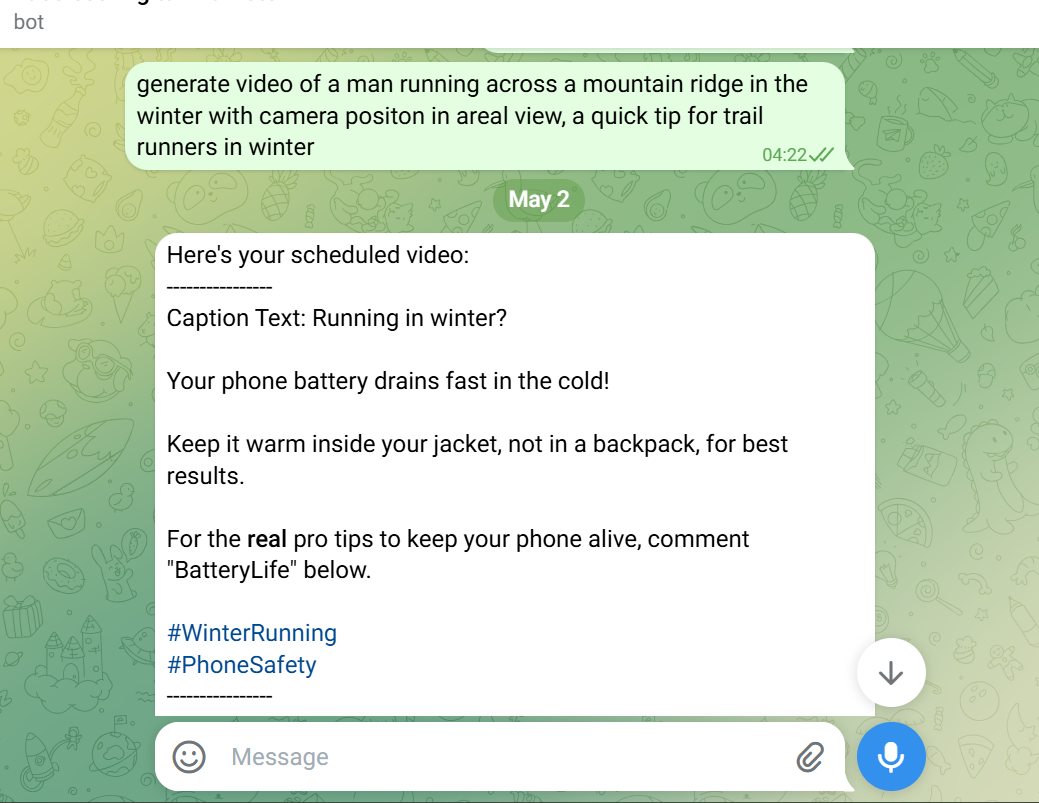 bot
generate video of a man running across a mountain ridge in the
winter with camera positon in areal view, a quick tip for trail
runners in winter
04:22
May 2
Here's your scheduled video:
----------------
Caption Text: Running in winter?
Your phone battery drains fast in the cold!
Keep it warm inside your jacket, not in a backpack, for best
results.
For the real pro tips to keep your phone alive, comment
"BatteryLife" below.
#WinterRunning
#PhoneSafety
----------------
Message